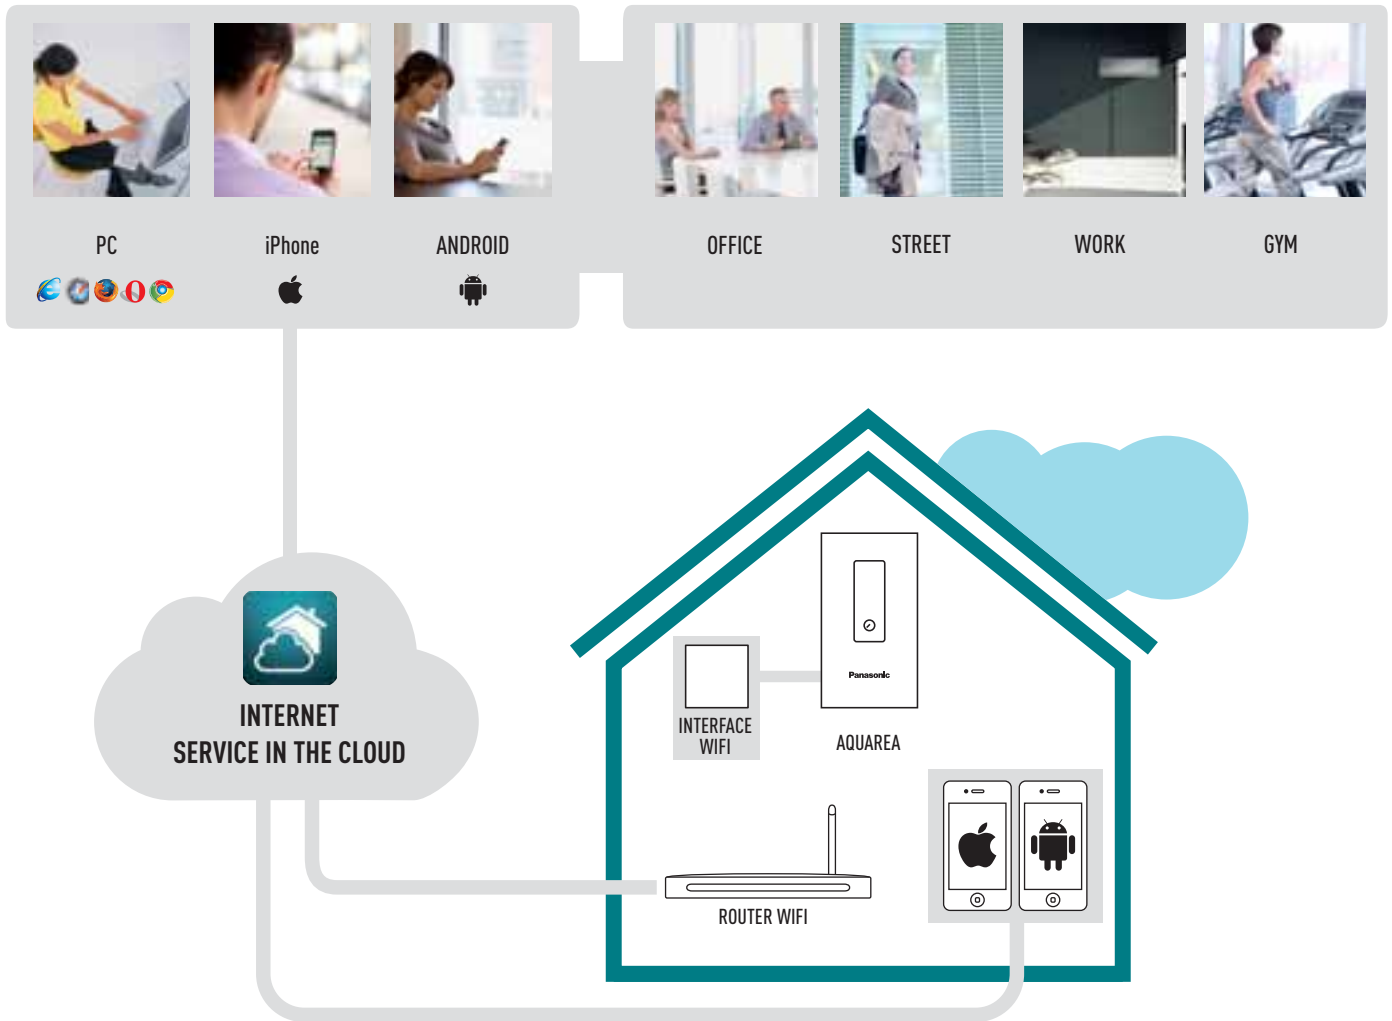 PC
iPhone
ANDROID
OFFICE
STREET
WORK
GYM
INTERNET
SERVICE IN THE CLOUD
Panasonic
INTERFACE
WIFI
AQUAREA
ROUTER WIFI